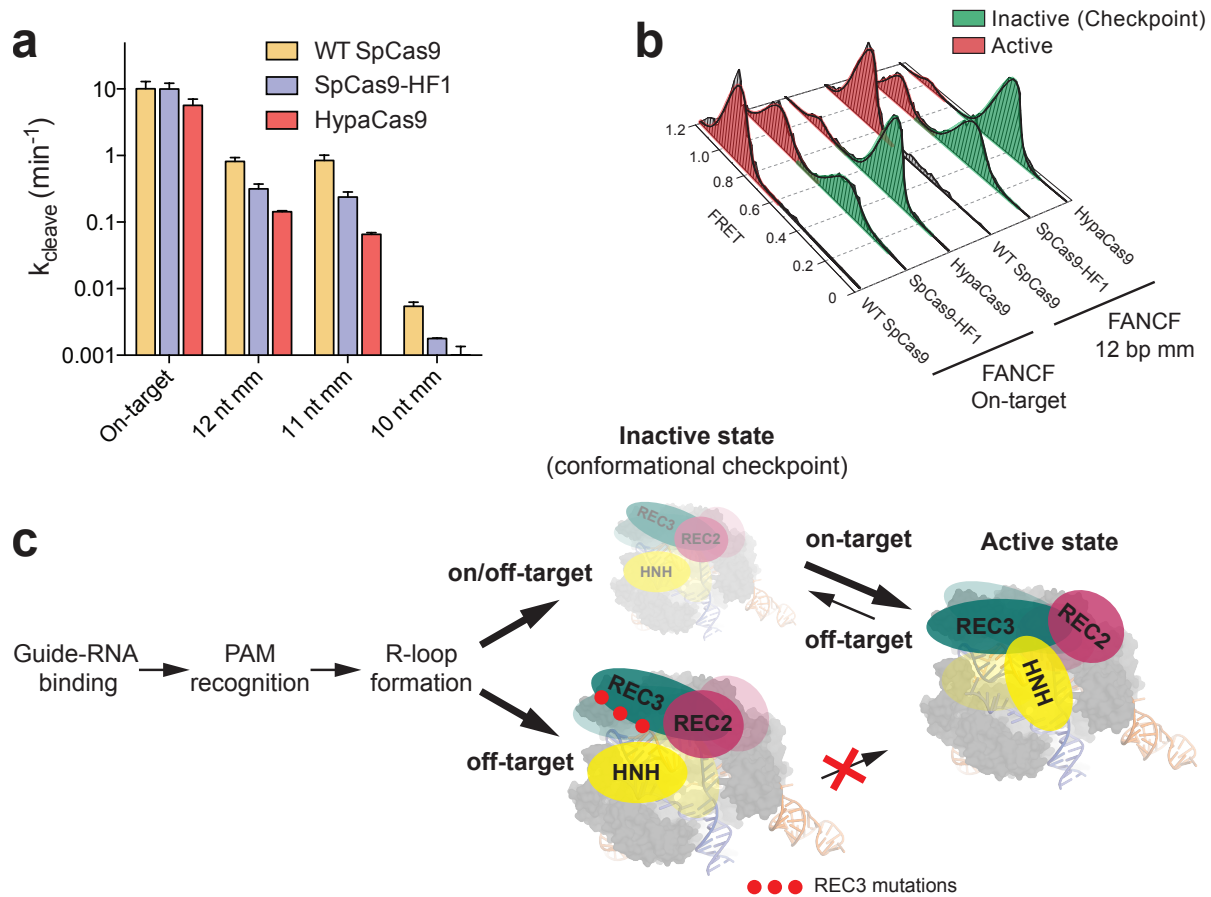 a
WT SpCas9
SpCas9-HF1
HypaCas9
k_cleave (min⁻¹)
10
1
0.1
0.01
0.001
On-target
12 nt mm
11 nt mm
10 nt mm
b
Inactive (Checkpoint)
Active
1.2
1.0
0.8
0.6
0.4
0.2
0
FRET
WT SpCas9
SpCas9-HF1
HypaCas9
WT SpCas9
SpCas9-HF1
HypaCas9
FANCF
On-target
FANCF
12 bp mm
c
Inactive state
(conformational checkpoint)
Guide-RNA
binding
PAM
recognition
R-loop
formation
on/off-target
off-target
REC3
REC2
HNH
REC3
REC2
HNH
on-target
off-target
Active state
REC3
REC2
HNH
REC3 mutations